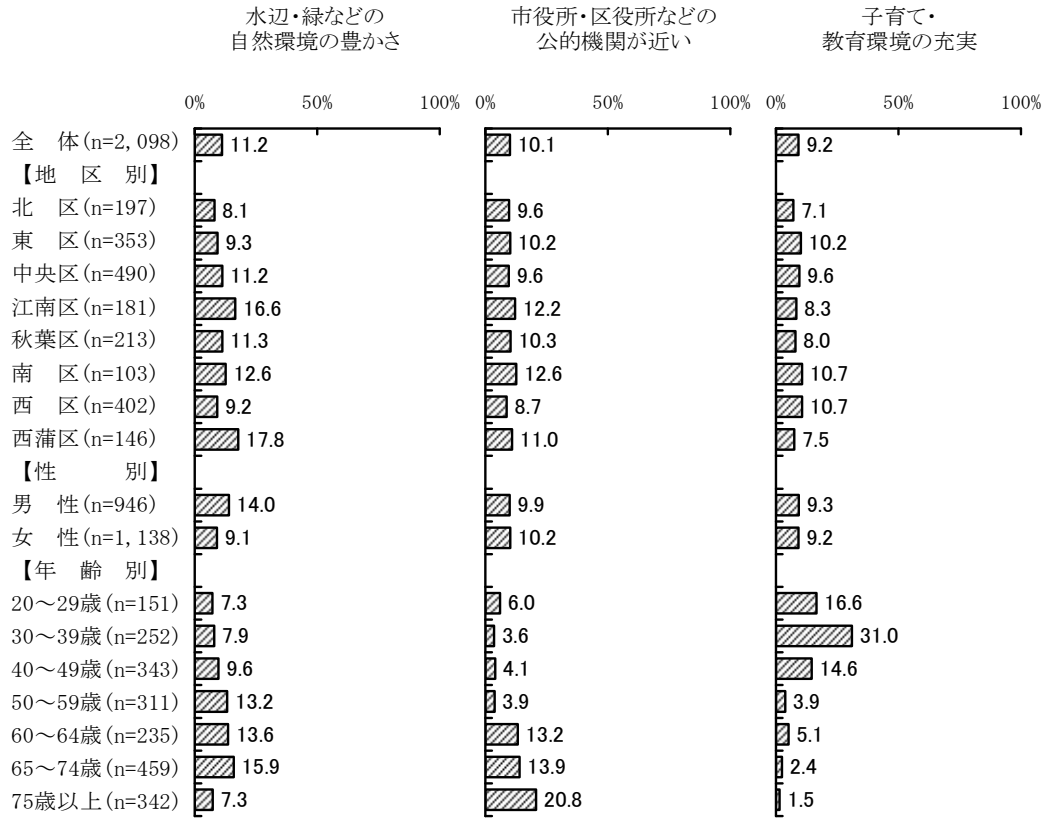 水辺・緑などの 市役所・区役所などの 子育て・
自然環境の豊かさ 公的機関が近い 教育環境の充実
0% 50% 100% 0% 50% 100% 0% 50% 100%
全 体(n=2,098) 11.2 10.1 9.2
【地 区 別】
北 区(n=197) 8.1 9.6 7.1
東 区(n=353) 9.3 10.2 10.2
中央区(n=490) 11.2 9.6 9.6
江南区(n=181) 16.6 12.2 8.3
秋葉区(n=213) 11.3 10.3 8.0
南 区(n=103) 12.6 12.6 10.7
西 区(n=402) 9.2 8.7 10.7
西蒲区(n=146) 17.8 11.0 7.5
【性 別】
男 性(n=946) 14.0 9.9 9.3
女 性(n=1,138) 9.1 10.2 9.2
【年 齢 別】
20～29歳(n=151) 7.3 6.0 16.6
30～39歳(n=252) 7.9 3.6 31.0
40～49歳(n=343) 9.6 4.1 14.6
50～59歳(n=311) 13.2 3.9 3.9
60～64歳(n=235) 13.6 13.2 5.1
65～74歳(n=459) 15.9 13.9 2.4
75歳以上(n=342) 7.3 20.8 1.5